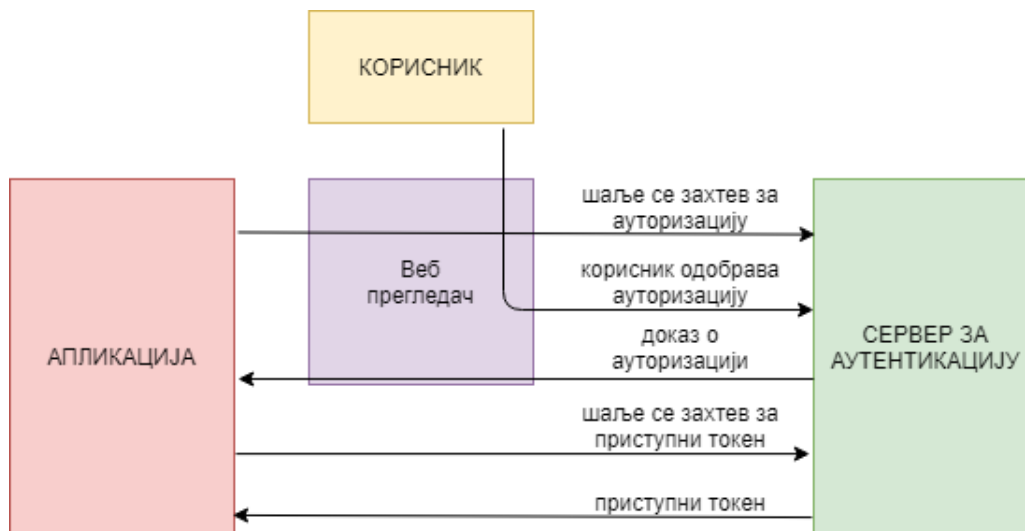 КОРИСНИК
шаље се захтев за
ауторизацију
Веб
прегледач
корисник одобрава
ауторизацију
АПЛИКАЦИЈА
СЕРВЕР ЗА
АУТЕНТИКАЦИЈУ
доказ о
ауторизацији
шаље се захтев за
приступни токен
приступни токен